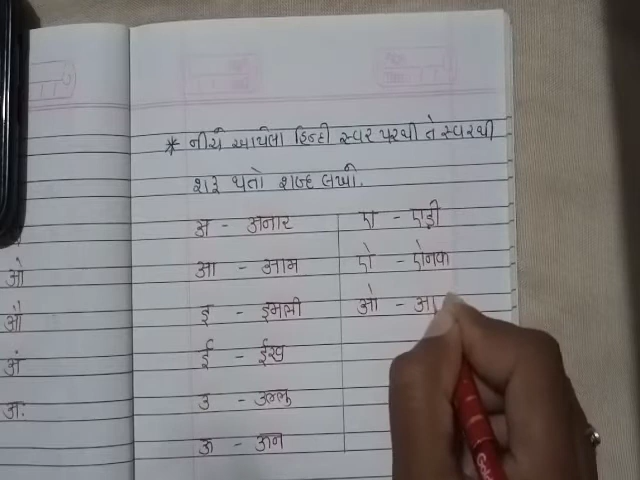 * નીચે આપેલા હિન્દી સ્વર પરથી તે સ્વરથી
શરૂ થતો શબ્દ લખો.
अ - अनार
आ - आम
इ - इमली
ई - ईख
उ - उल्लु
ऊ - ऊन
ए - एड़ी
ऐ - ऐनक
ओ - आ
ओ
औ
अं
अः